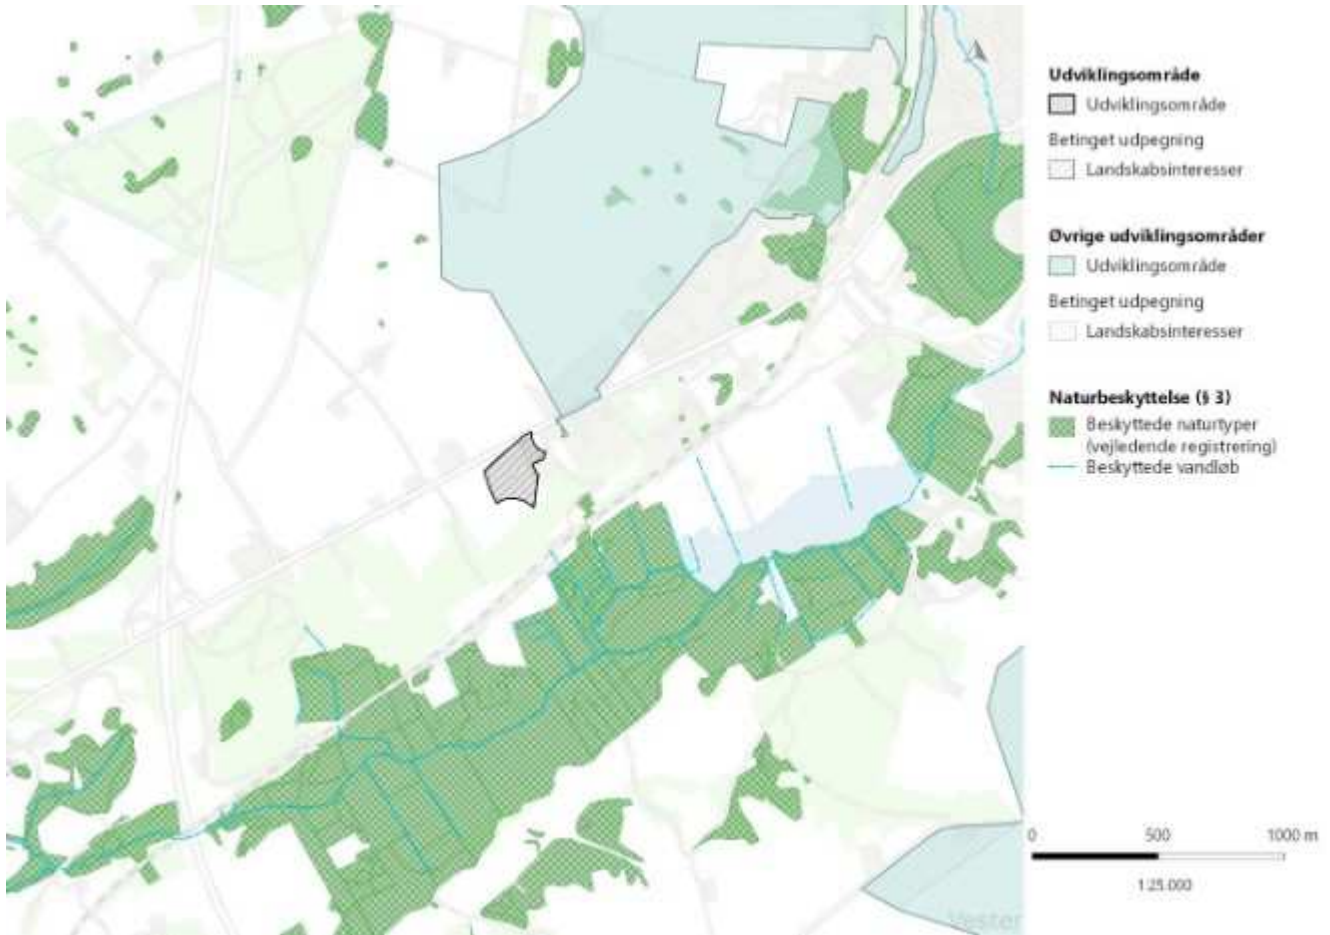 Udviklingsområde
Udviklingsområde
Betinget udpegning
Landskabsinteresser
Øvrige udviklingsområder
Udviklingsområde
Betinget udpegning
Landskabsinteresser
Naturbeskyttelse (§ 3)
Beskyttede naturtyper
(vejledende registrering)
Beskyttede vandløb
0 500 1000 m
1:25.000
Vester